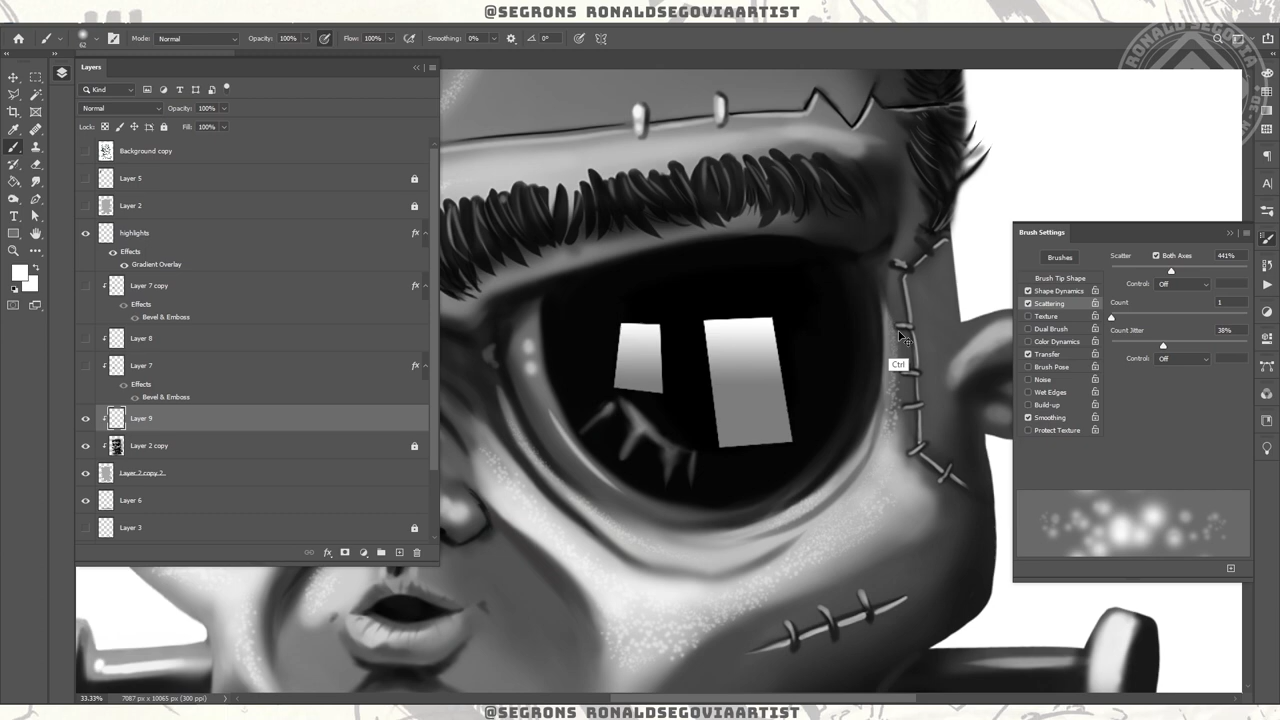 @SEGRONS RONALDSEGOVIAARTIST
62
Mode: Normal
Opacity: 100%
Flow: 100%
Smoothing: 0%
0°
Layers
Kind
Normal
Opacity: 100%
Lock:
Fill: 100%
Background copy
Layer 5
Layer 2
highlights
fx
Effects
Gradient Overlay
Layer 7 copy
fx
Effects
Bevel & Emboss
Layer 8
Layer 7
fx
Effects
Bevel & Emboss
Layer 9
Layer 2 copy
Layer 2 copy 2
Layer 6
Layer 3
fx
Ctrl
Brush Settings
Brushes
Brush Tip Shape
Shape Dynamics
Scattering
Texture
Dual Brush
Color Dynamics
Transfer
Brush Pose
Noise
Wet Edges
Build-up
Smoothing
Protect Texture
Scatter
Both Axes
441%
Control: Off
Count
1
Count Jitter
38%
Control: Off
33.33%
7087 px x 10065 px (300 ppi)
@SEGRONS RONALDSEGOVIAARTIST